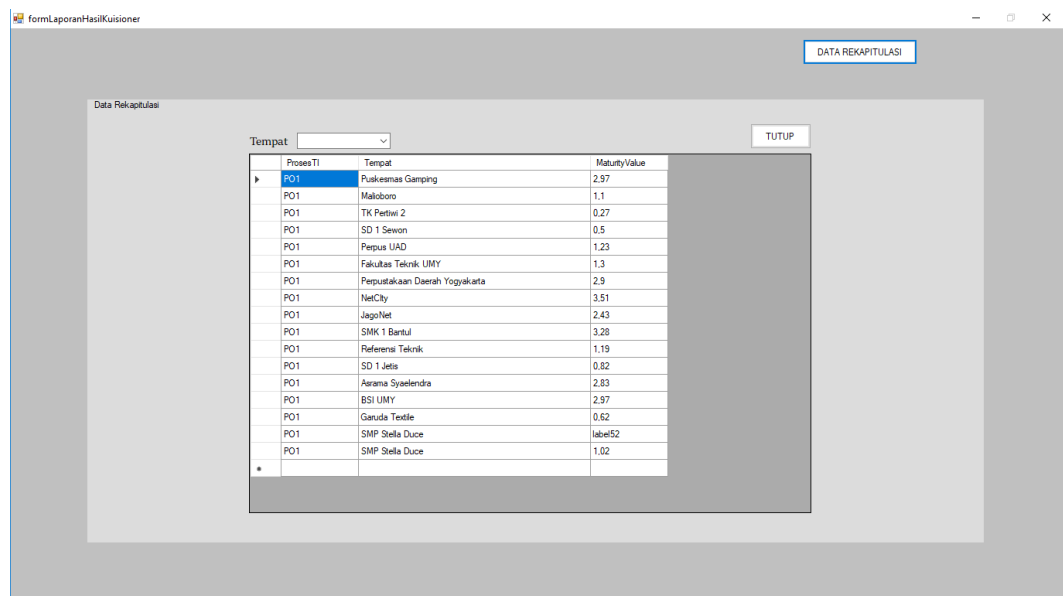 formLaporanHasilKuisioner
DATA REKAPITULASI
Data Rekapitulasi
Tempat
TUTUP
ProsesTI Tempat MaturityValue
PO1 Puskesmas Gamping 2,97
PO1 Malioboro 1,1
PO1 TK Pertiwi 2 0,27
PO1 SD 1 Sewon 0,5
PO1 Perpus UAD 1,23
PO1 Fakultas Teknik UMY 1,3
PO1 Perpustakaan Daerah Yogyakarta 2,9
PO1 NetCIty 3,51
PO1 JagoNet 2,43
PO1 SMK 1 Bantul 3,28
PO1 Referensi Teknik 1,19
PO1 SD 1 Jetis 0,82
PO1 Asrama Syaelendra 2,83
PO1 BSI UMY 2,97
PO1 Garuda Textile 0,62
PO1 SMP Stella Duce label52
PO1 SMP Stella Duce 1,02